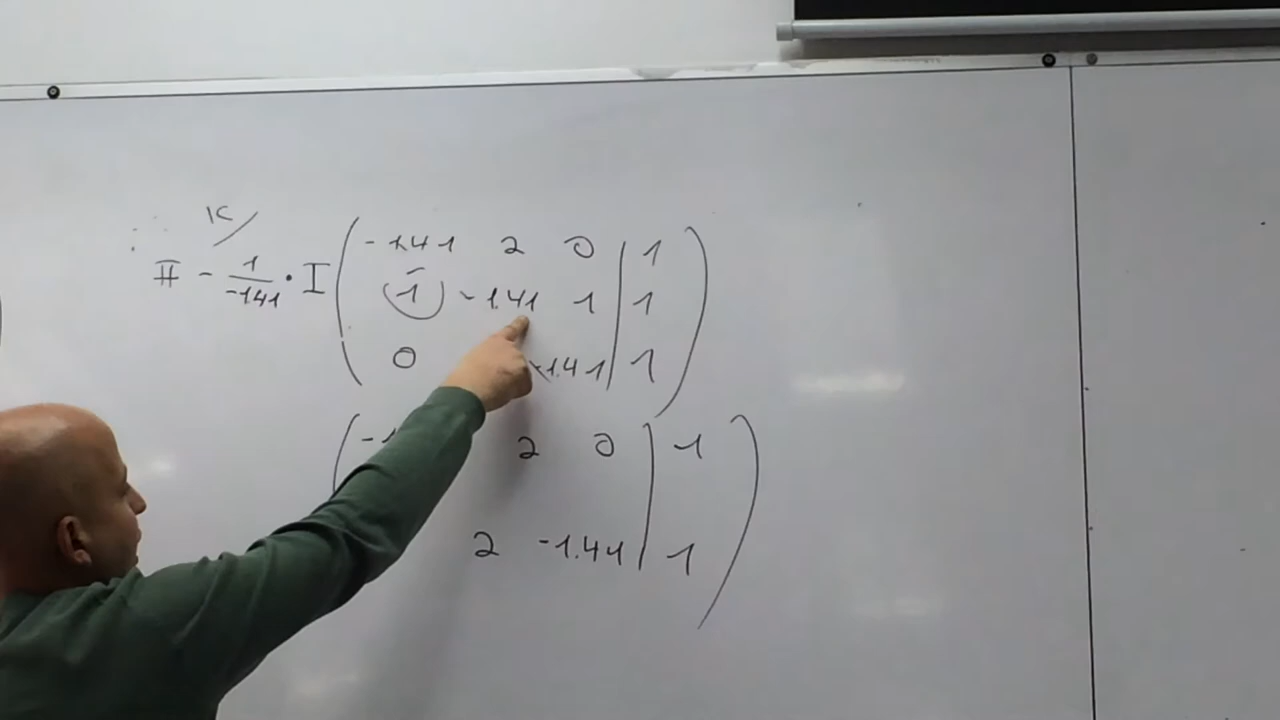 K/
-1.41 2 0 | 1
II - 1/-1.41 · I ( 1 -1.41 1 | 1 )
0 -1.41 | 1
2 0 | 1
2 -1.41 | 1